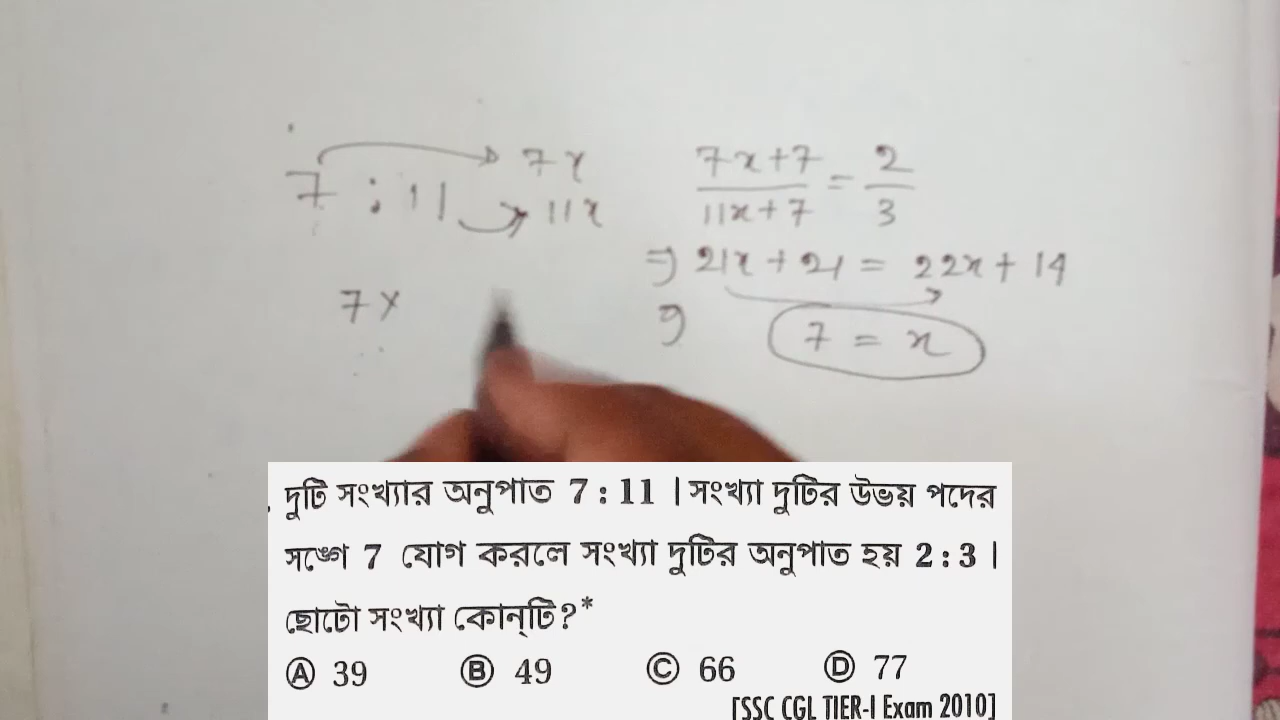 7 : 11 → 7x
→ 11x
7x
7x+7 / 11x+7 = 2 / 3
⇒ 21x + 21 = 22x + 14
7 = x
দুটি সংখ্যার অনুপাত 7 : 11 । সংখ্যা দুটির উভয় পদের
সঙ্গে 7 যোগ করলে সংখ্যা দুটির অনুপাত হয় 2 : 3 ।
ছোটো সংখ্যা কোন্‌টি?*
Ⓐ 39 Ⓑ 49 Ⓒ 66 Ⓓ 77
[SSC CGL TIER-I Exam 2010]